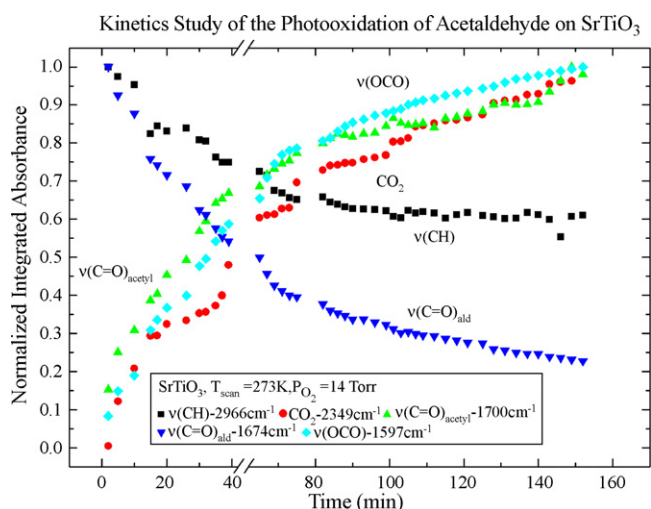 Kinetics Study of the Photooxidation of Acetaldehyde on SrTiO3
1.0
0.9
0.8
0.7
0.6
0.5
0.4
0.3
0.2
0.1
0.0
Normalized Integrated Absorbance
ν(OCO)
CO2
ν(CH)
ν(C=O)acetyl
ν(C=O)ald
SrTiO3, Tscan =273K,PO2 =14 Torr
ν(CH)-2966cm-1 CO2-2349cm-1 ν(C=O)acetyl-1700cm-1
ν(C=O)ald-1674cm-1 ν(OCO)-1597cm-1
0 20 40 80 100 120 140 160
Time (min)